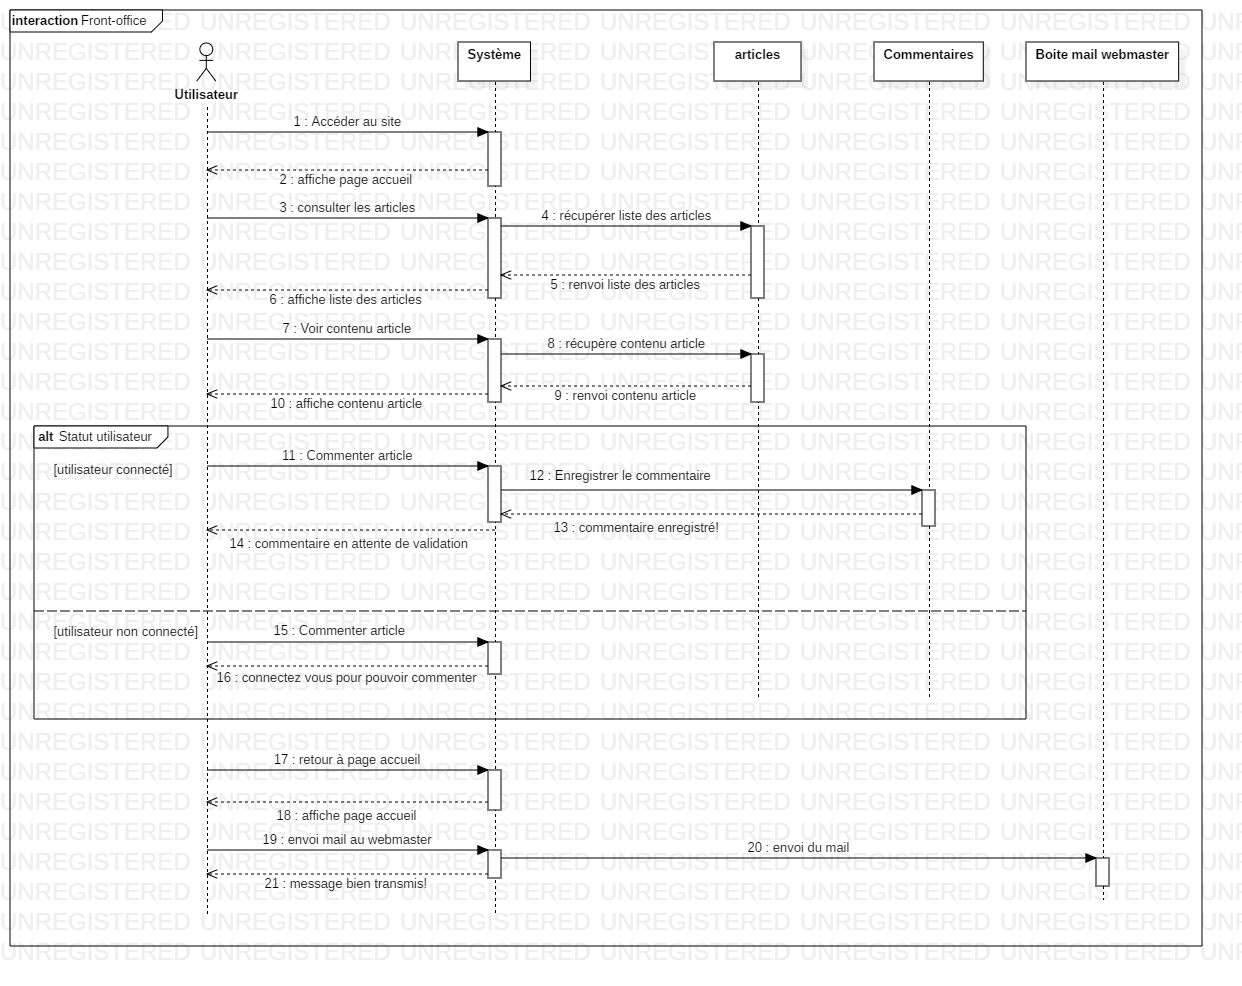 interaction Front-office
Système
articles
Commentaires
Boite mail webmaster
Utilisateur
1 : Accéder au site
2 : affiche page accueil
3 : consulter les articles
4 : récupérer liste des articles
5 : renvoi liste des articles
6 : affiche liste des articles
7 : Voir contenu article
8 : récupère contenu article
9 : renvoi contenu article
10 : affiche contenu article
alt Statut utilisateur
[utilisateur connecté]
11 : Commenter article
12 : Enregistrer le commentaire
13 : commentaire enregistré!
14 : commentaire en attente de validation
[utilisateur non connecté]
15 : Commenter article
16 : connectez vous pour pouvoir commenter
17 : retour à page accueil
18 : affiche page accueil
19 : envoi mail au webmaster
20 : envoi du mail
21 : message bien transmis!
UNREGISTERED